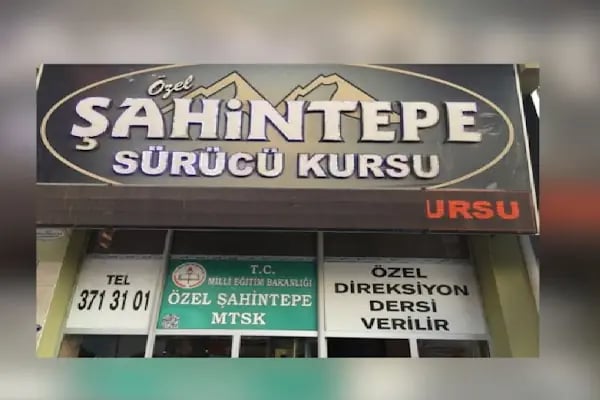 Özel
ŞAHİNTEPE
SÜRÜCÜ KURSU
URSU
TEL
371 31 01
T.C.
MİLLİ EĞİTİM BAKANLIĞI
ÖZEL ŞAHİNTEPE
MTSK
ÖZEL
DİREKSİYON
DERSİ
VERİLİR